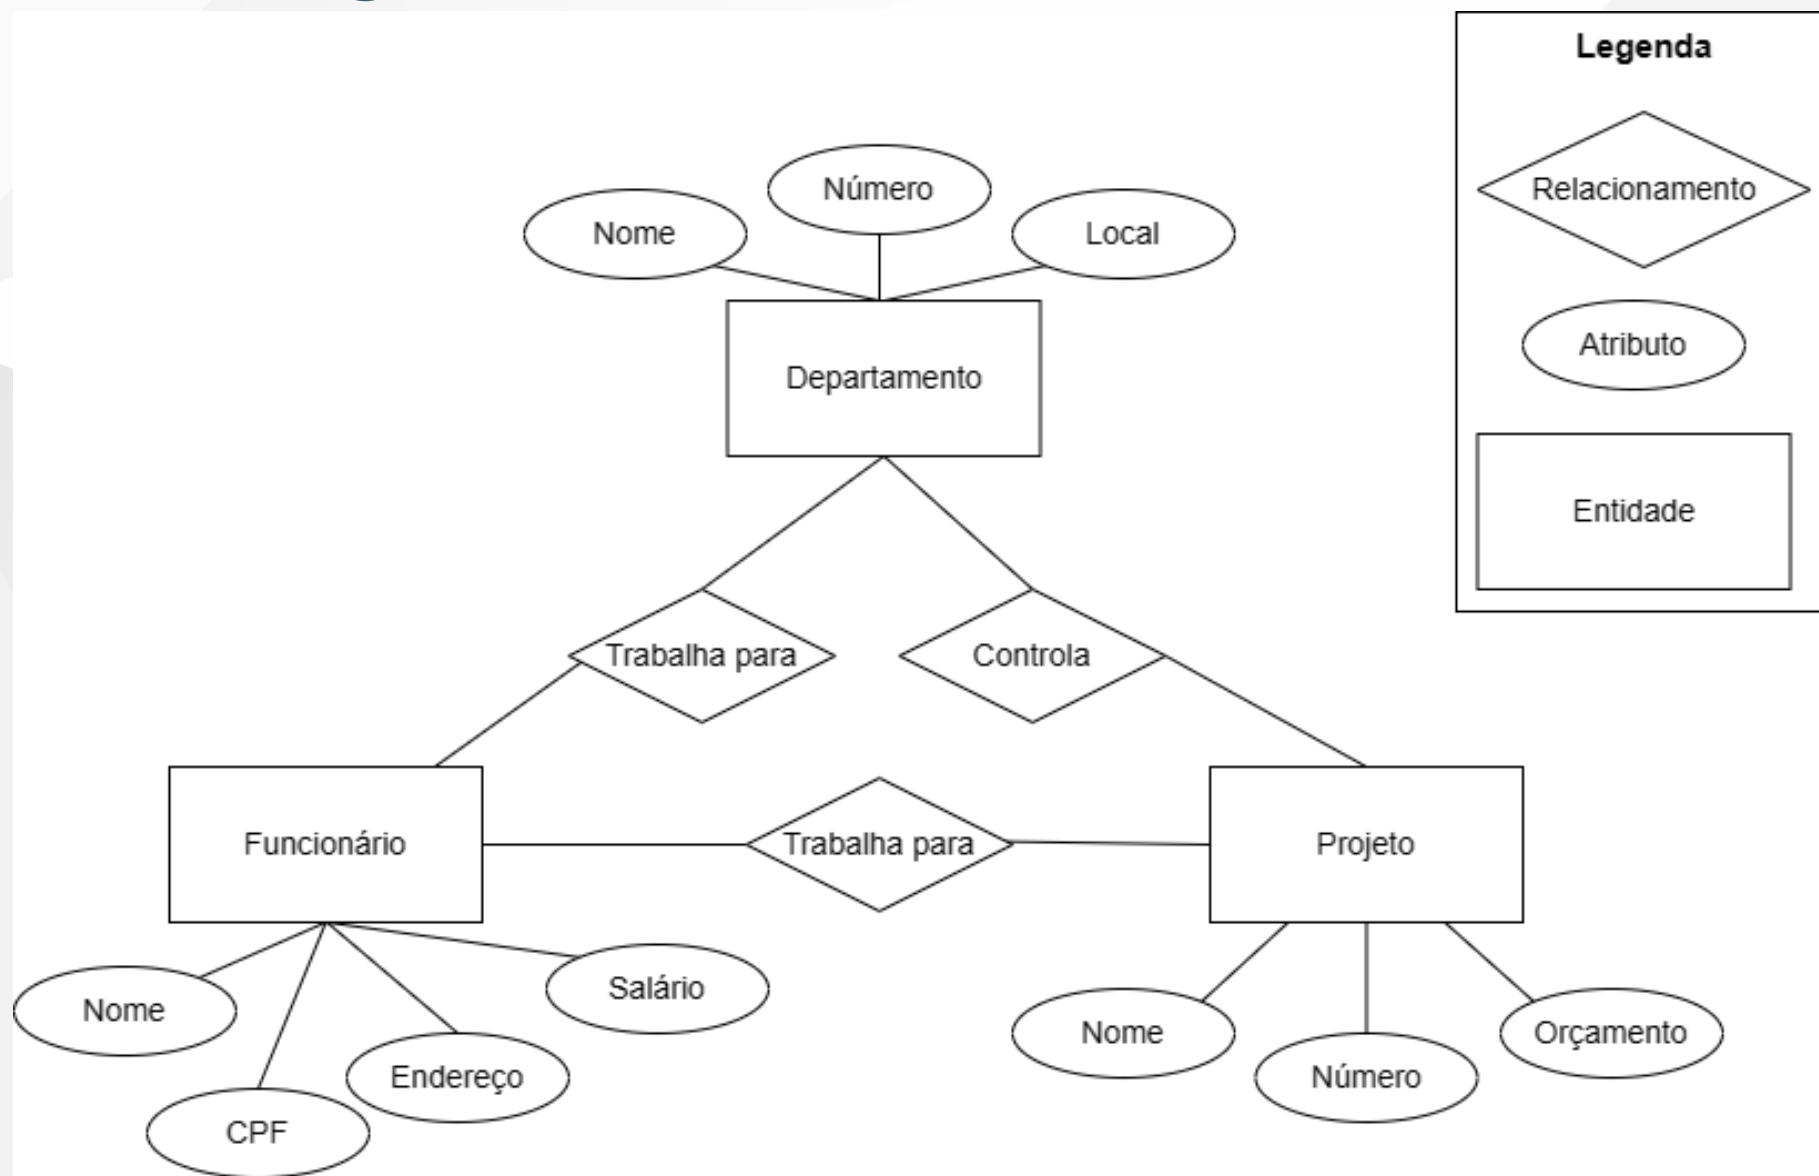 Legenda
Relacionamento
Atributo
Entidade
Número
Nome
Local
Departamento
Trabalha para
Controla
Funcionário
Trabalha para
Projeto
Nome
CPF
Endereço
Salário
Nome
Número
Orçamento